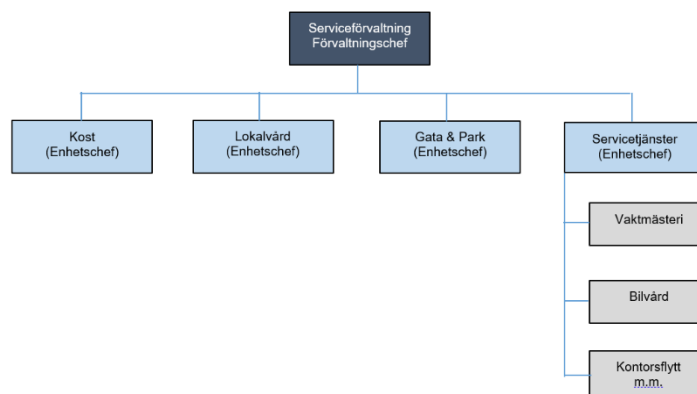 Serviceförvaltning
Förvaltningschef
Kost
(Enhetschef)
Lokalvård
(Enhetschef)
Gata & Park
(Enhetschef)
Servicetjänster
(Enhetschef)
Vaktmästeri
Bilvård
Kontorsflytt
m.m.